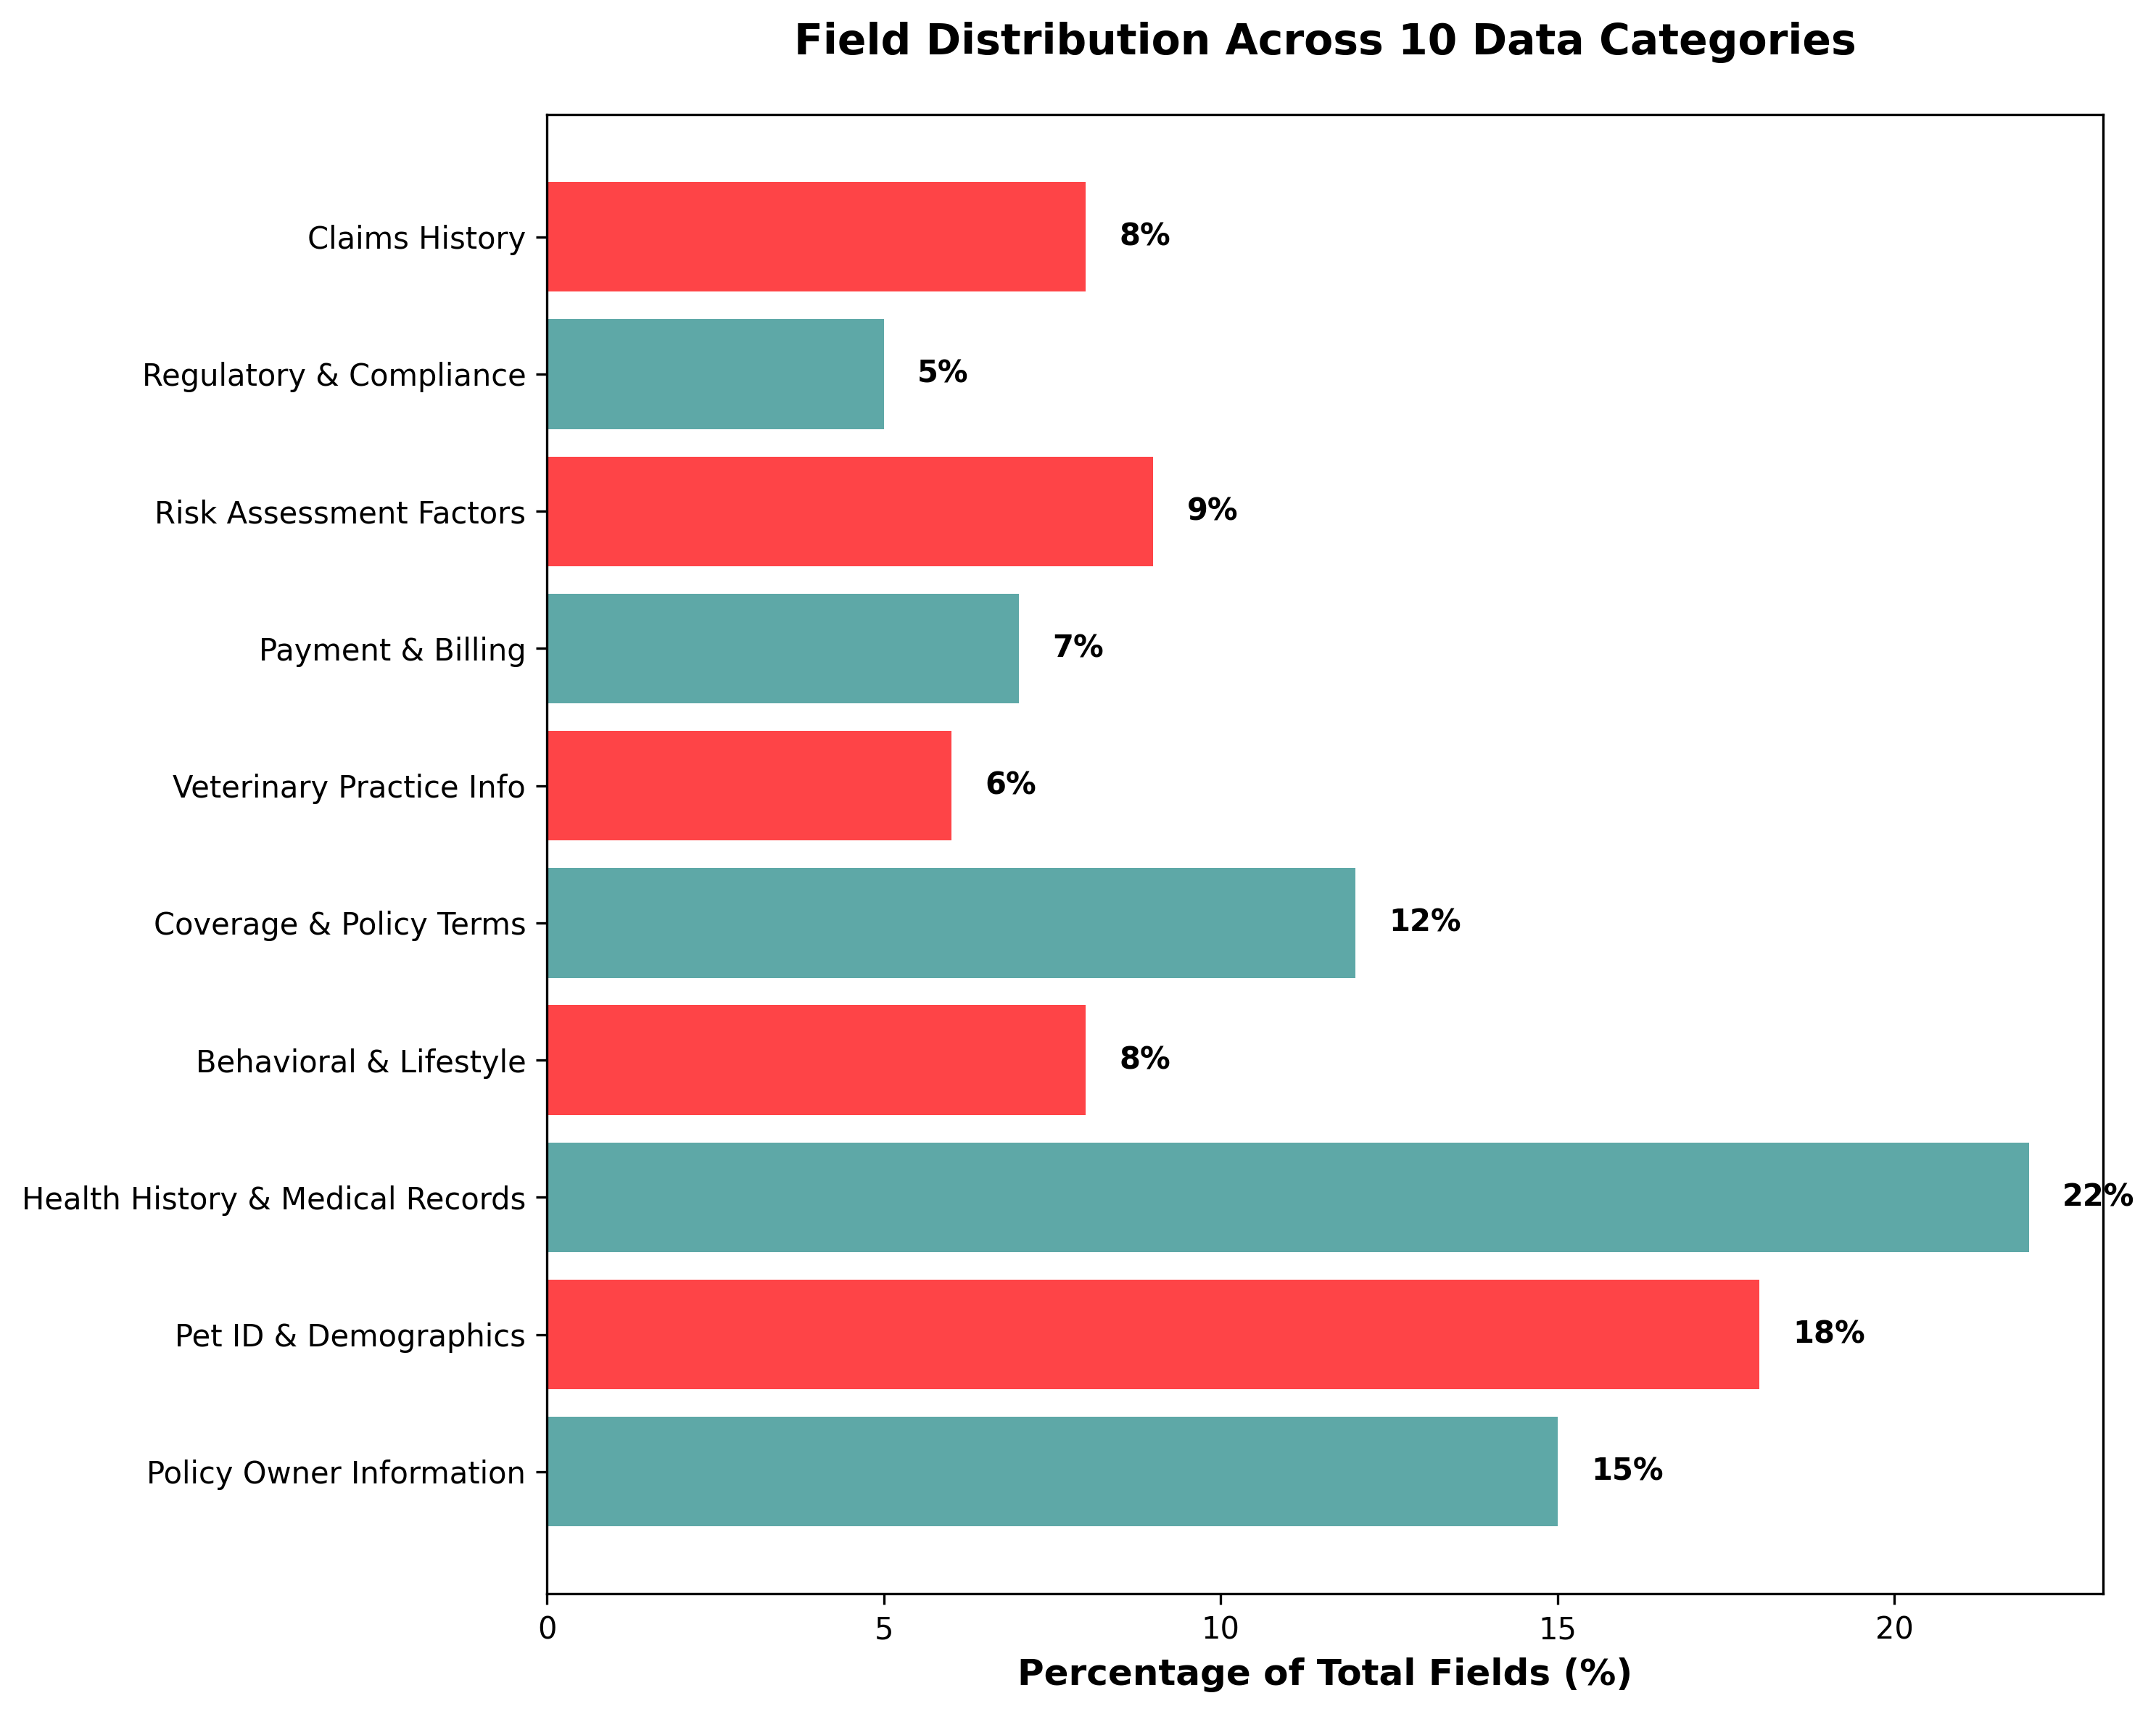 Field Distribution Across 10 Data Categories
Claims History 8%
Regulatory & Compliance 5%
Risk Assessment Factors 9%
Payment & Billing 7%
Veterinary Practice Info 6%
Coverage & Policy Terms 12%
Behavioral & Lifestyle 8%
Health History & Medical Records 22%
Pet ID & Demographics 18%
Policy Owner Information 15%
0 5 10 15 20
Percentage of Total Fields (%)